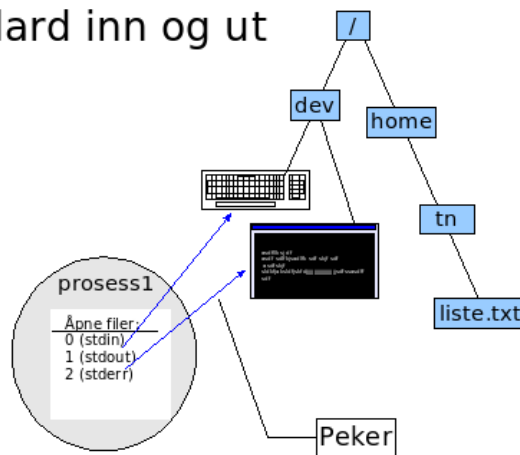 lard inn og ut
/
dev
home
tn
liste.txt
prosess1
Åpne filer:
0 (stdin)
1 (stdout)
2 (stderr)
Peker